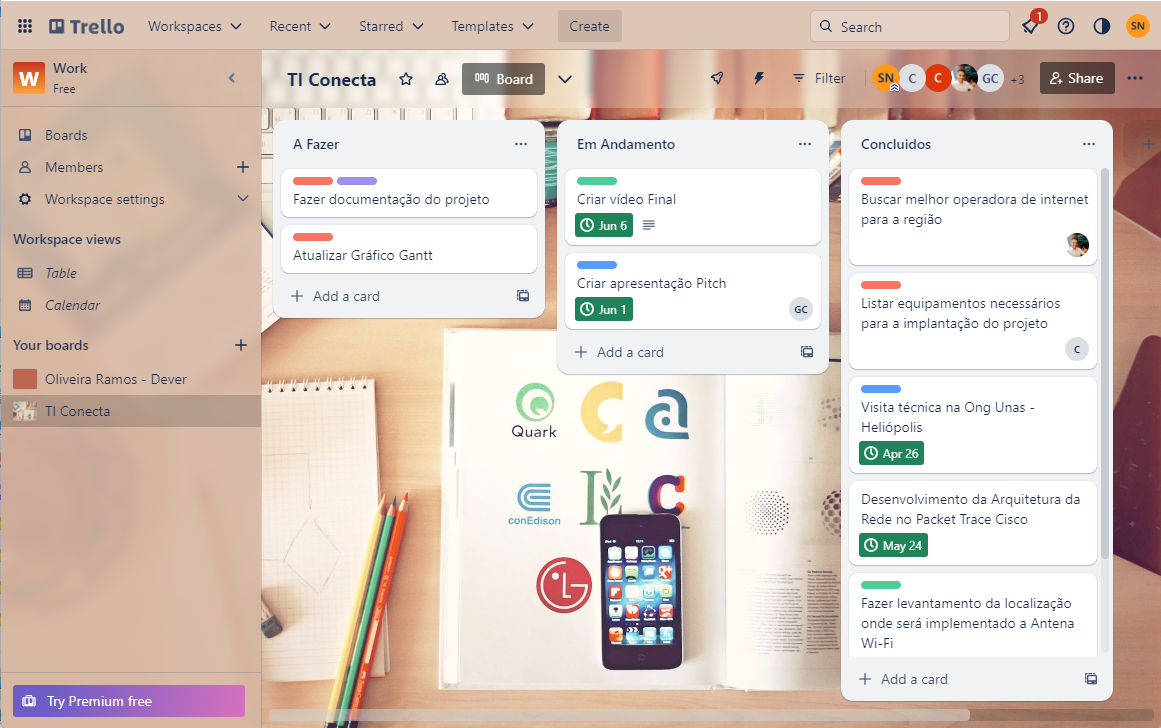 Trello
Workspaces
Recent
Starred
Templates
Create
Search
1
SN
W
Work
Free
TI Conecta
Board
Filter
SN
C
C
GC
+3
Share
Boards
Members
Workspace settings
Workspace views
Table
Calendar
Your boards
Oliveira Ramos - Dever
TI Conecta
Try Premium free
A Fazer
Fazer documentação do projeto
Atualizar Gráfico Gantt
Add a card
Em Andamento
Criar vídeo Final
Jun 6
Criar apresentação Pitch
Jun 1
GC
Add a card
Concluidos
Buscar melhor operadora de internet
para a região
Listar equipamentos necessários
para a implantação do projeto
C
Visita técnica na Ong Unas -
Heliópolis
Apr 26
Desenvolvimento da Arquitetura da
Rede no Packet Trace Cisco
May 24
Fazer levantamento da localização
onde será implementado a Antena
Wi-Fi
Add a card
Quark
conEdison
LG